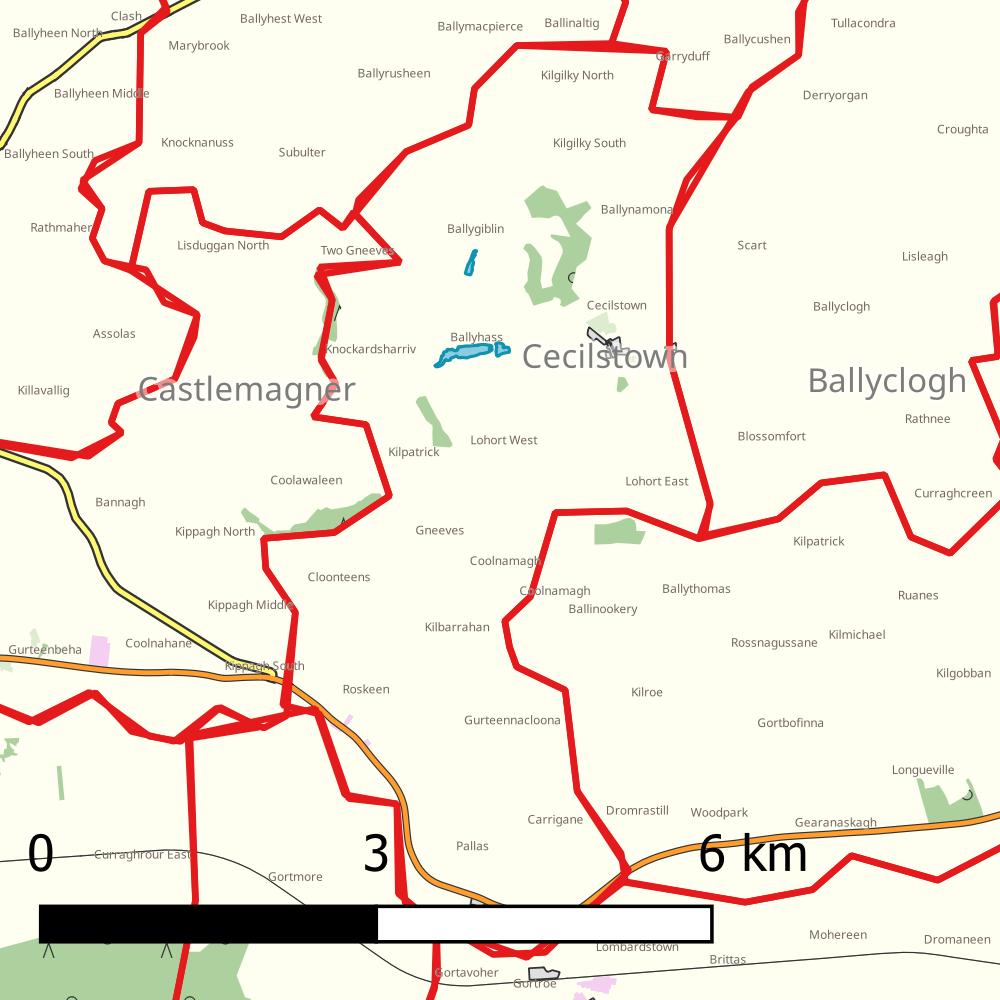 Clash
Ballyhest West
Ballymacpierce
Ballinaltig
Tullacondra
Ballyheen North
Marybrook
Ballycushen
Garryduff
Ballyrusheen
Kilgilky North
Ballyheen Middle
Derryorgan
Croughta
Knocknanuss
Kilgilky South
Ballyheen South
Subulter
Ballynamona
Rathmaher
Ballygiblin
Lisduggan North
Two Gneeves
Scart
Lisleagh
Cecilstown
Ballyclogh
Assolas
Ballyhass
Knockardsharriv
Cecilstown
Castlemagner
Ballyclogh
Killavallig
Rathnee
Blossomfort
Lohort West
Kilpatrick
Coolawaleen
Lohort East
Curraghcreen
Bannagh
Kippagh North
Gneeves
Kilpatrick
Coolnamagh
Cloonteens
Coolnamagh
Ballythomas
Ruanes
Kippagh Middle
Ballinookery
Kilbarrahan
Kilmichael
Coolnahane
Rossnagussane
Gurteenbeha
Kippagh South
Kilgobban
Roskeen
Kilroe
Gurteennacloona
Gortbofinna
Longueville
Dromrastill
Woodpark
Carrigane
Gearanaskagh
Pallas
0 3 6 km
Curraghrour East
Gortmore
Mohereen
Dromaneen
Lombardstown
Brittas
Gortavoher
Gortroe